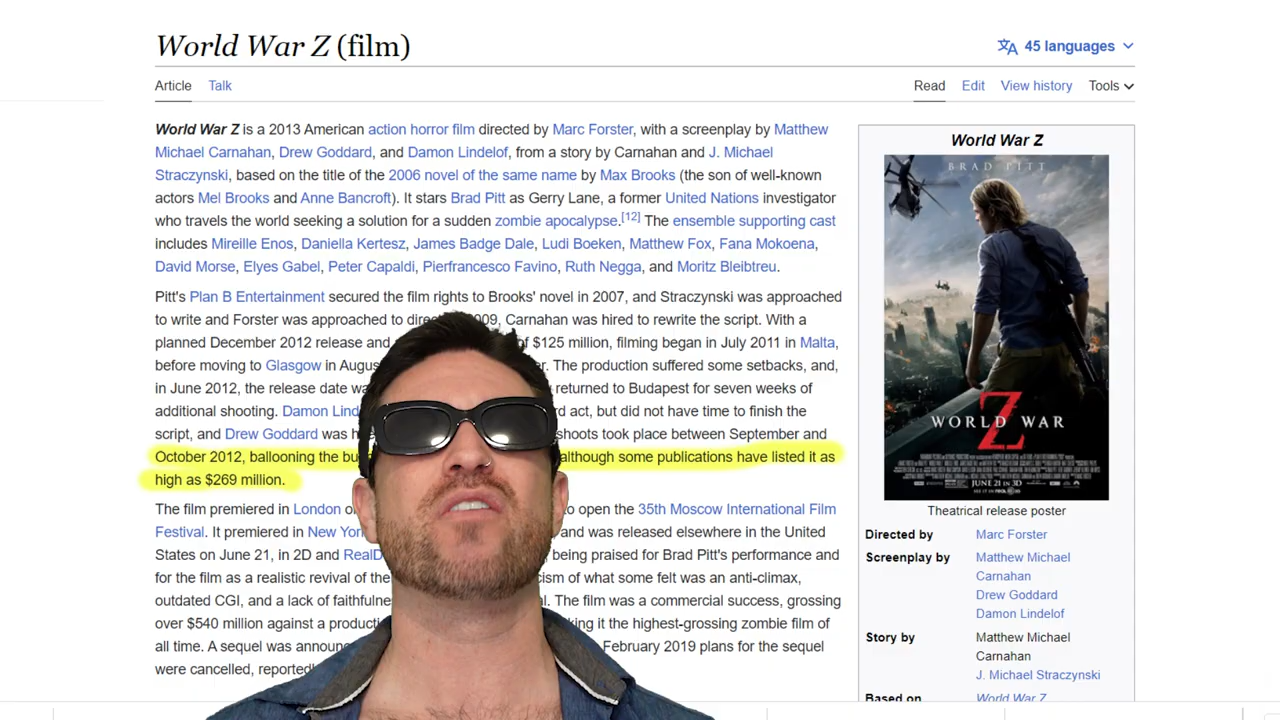 World War Z (film)
45 languages
Article Talk
Read Edit View history Tools
World War Z is a 2013 American action horror film directed by Marc Forster, with a screenplay by Matthew
Michael Carnahan, Drew Goddard, and Damon Lindelof, from a story by Carnahan and J. Michael
Straczynski, based on the title of the 2006 novel of the same name by Max Brooks (the son of well-known
actors Mel Brooks and Anne Bancroft). It stars Brad Pitt as Gerry Lane, a former United Nations investigator
who travels the world seeking a solution for a sudden zombie apocalypse.[12] The ensemble supporting cast
includes Mireille Enos, Daniella Kertesz, James Badge Dale, Ludi Boeken, Matthew Fox, Fana Mokoena,
David Morse, Elyes Gabel, Peter Capaldi, Pierfrancesco Favino, Ruth Negga, and Moritz Bleibtreu.
Pitt's Plan B Entertainment secured the film rights to Brooks' novel in 2007, and Straczynski was approached
to write and Forster was approached to 2009, Carnahan was hired to rewrite the script. With a
planned December 2012 release and of $125 million, filming began in July 2011 in Malta,
before moving to Glasgow in The production suffered some setbacks, and,
in June 2012, the release date returned to Budapest for seven weeks of
additional shooting. Damon act, but did not have time to finish the
script, and Drew Goddard was took place between September and
October 2012, ballooning the although some publications have listed it as
high as $269 million.
The film premiered in London to open the 35th Moscow International Film
Festival. It premiered in New and was released elsewhere in the United
States on June 21, in 2D and being praised for Brad Pitt's performance and
for the film as a realistic revival of the of what some felt was an anti-climax,
outdated CGI, and a lack of The film was a commercial success, grossing
over $540 million against a it the highest-grossing zombie film of
all time. A sequel was February 2019 plans for the sequel
were cancelled,
World War Z
BRAD PITT
WORLD WAR Z
JUNE 21 IN 3D
Theatrical release poster
Directed by Marc Forster
Screenplay by Matthew Michael
Carnahan
Drew Goddard
Damon Lindelof
Story by Matthew Michael
Carnahan
J. Michael Straczynski
Based on World War Z